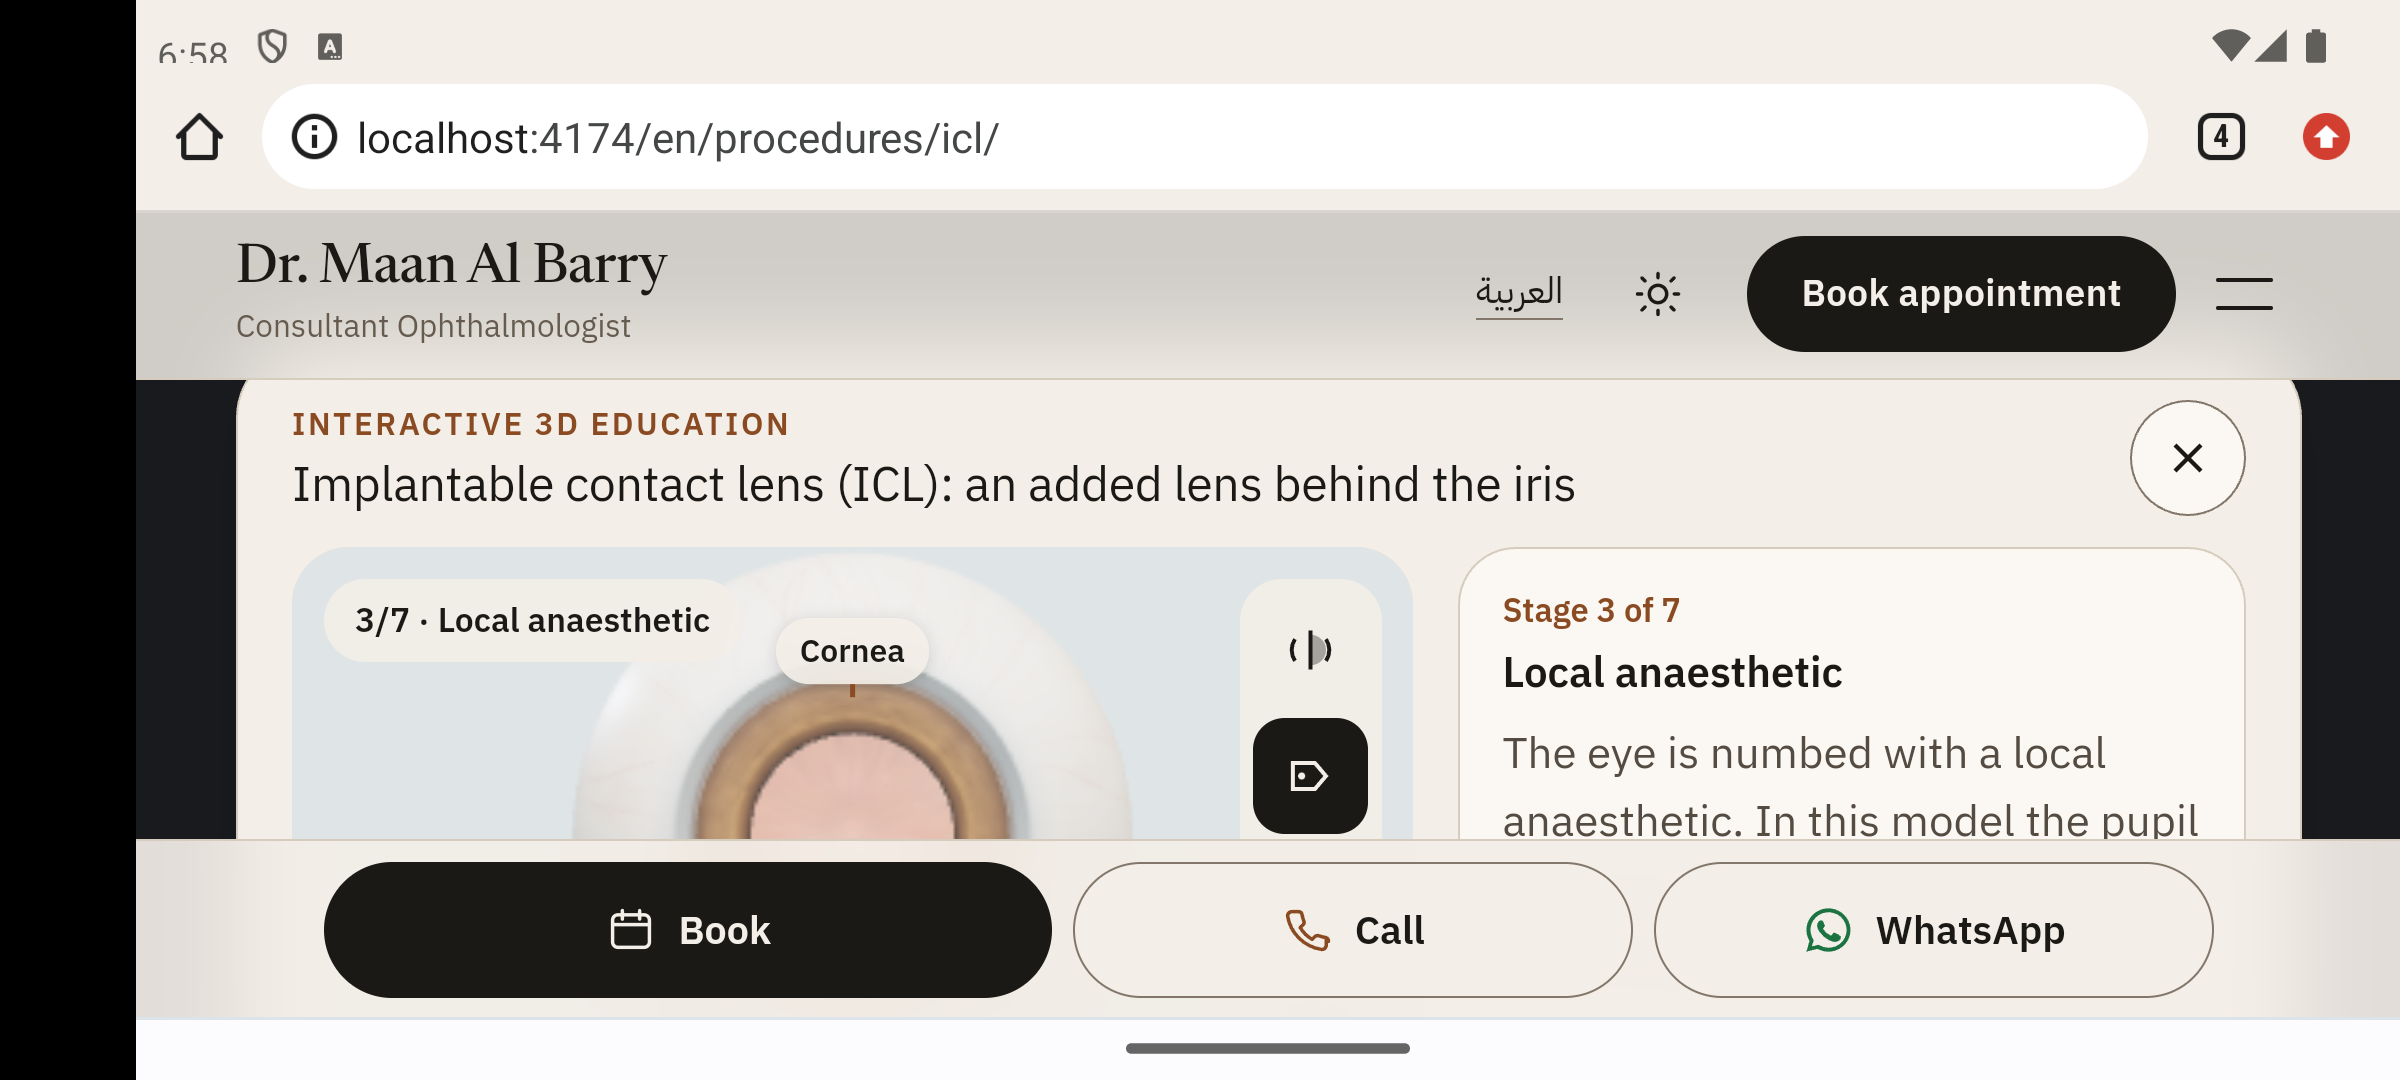 6:58
localhost:4174/en/procedures/icl/
4
Dr. Maan Al Barry
Consultant Ophthalmologist
العربية
Book appointment
INTERACTIVE 3D EDUCATION
Implantable contact lens (ICL): an added lens behind the iris
3/7 · Local anaesthetic
Cornea
Stage 3 of 7
Local anaesthetic
The eye is numbed with a local
anaesthetic. In this model the pupil
Book
Call
WhatsApp